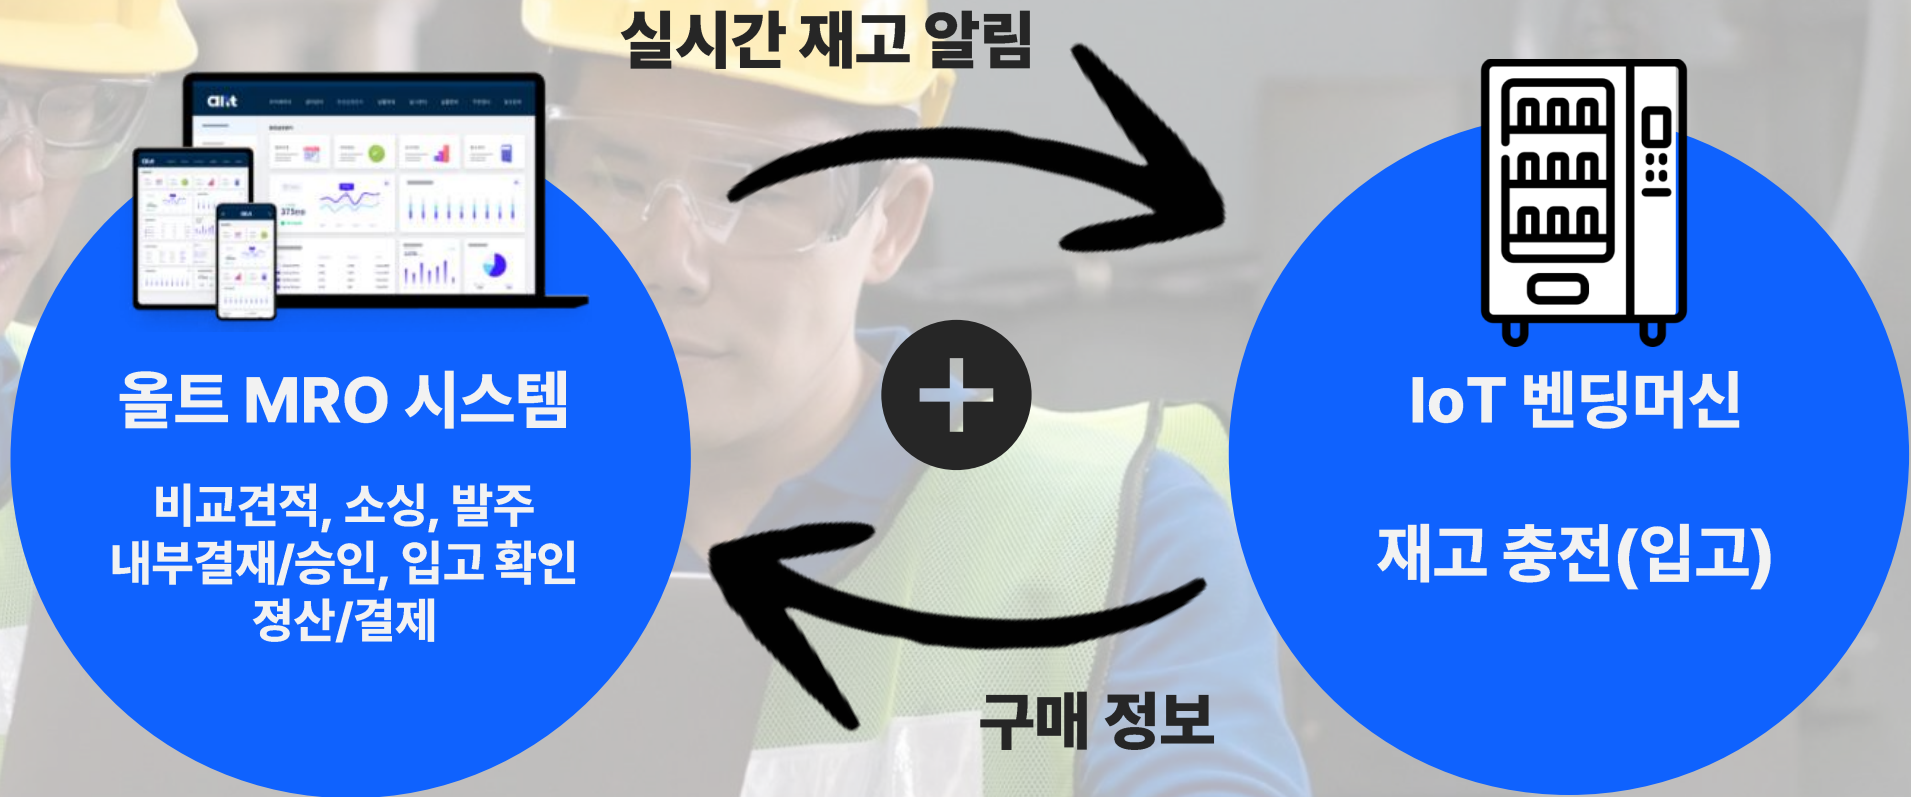 실시간 재고 알림
allt
올트 MRO 시스템
비교견적, 소싱, 발주
내부결재/승인, 입고 확인
정산/결제
IoT 벤딩머신
재고 충전(입고)
구매 정보